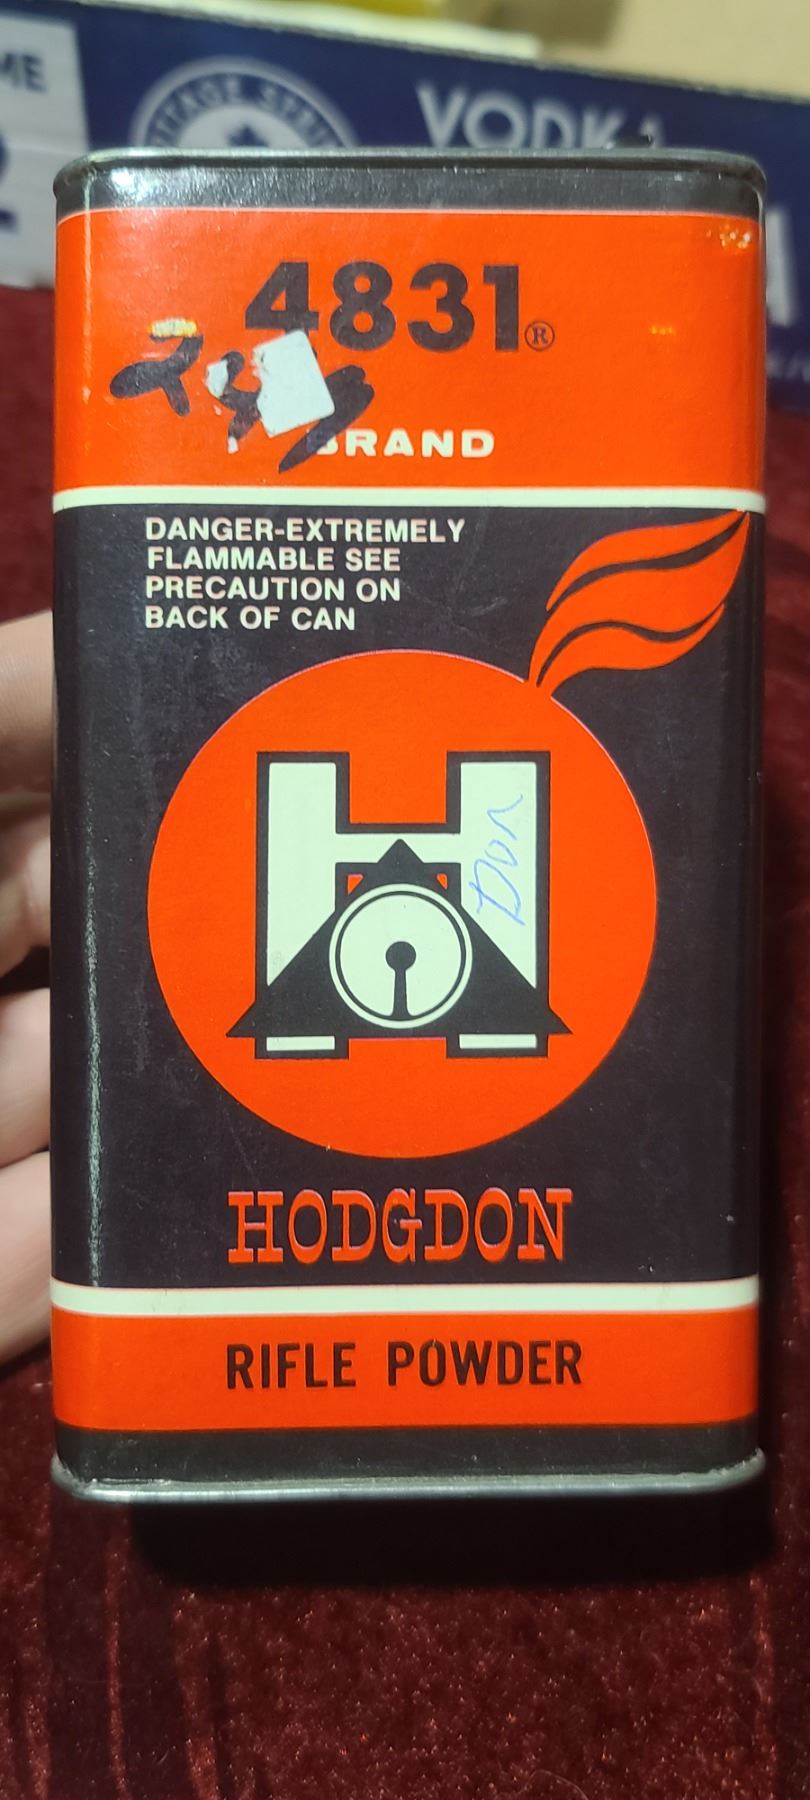 VODKA
4831®
BRAND
DANGER-EXTREMELY
FLAMMABLE SEE
PRECAUTION ON
BACK OF CAN
H
Don
HODGDON
RIFLE POWDER